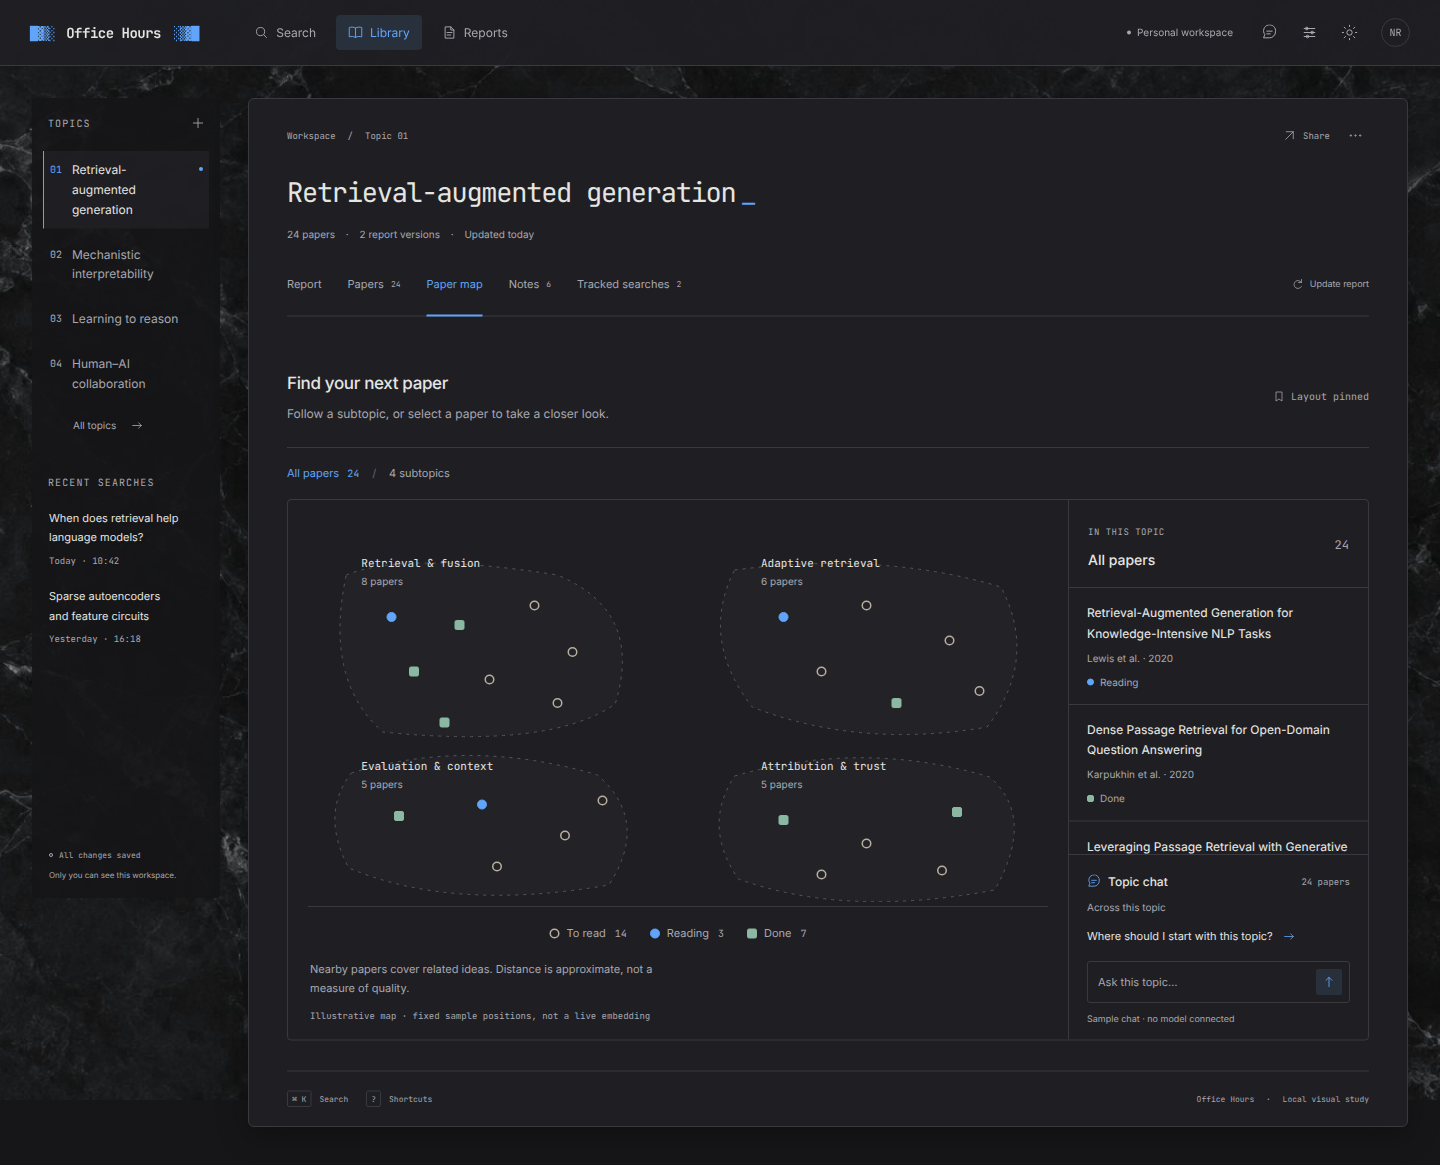 Office Hours
Search
Library
Reports
Personal workspace
NR
TOPICS
01 Retrieval-
augmented
generation
02 Mechanistic
interpretability
03 Learning to reason
04 Human–AI
collaboration
All topics →
RECENT SEARCHES
When does retrieval help
language models?
Today · 10:42
Sparse autoencoders
and feature circuits
Yesterday · 16:18
All changes saved
Only you can see this workspace.
Workspace / Topic 01
Share
Retrieval-augmented generation_
24 papers · 2 report versions · Updated today
Report
Papers 24
Paper map
Notes 6
Tracked searches 2
Update report
Find your next paper
Follow a subtopic, or select a paper to take a closer look.
Layout pinned
All papers 24 / 4 subtopics
Retrieval & fusion
8 papers
Adaptive retrieval
6 papers
Evaluation & context
5 papers
Attribution & trust
5 papers
To read 14
Reading 3
Done 7
Nearby papers cover related ideas. Distance is approximate, not a
measure of quality.
Illustrative map · fixed sample positions, not a live embedding
IN THIS TOPIC
All papers
24
Retrieval-Augmented Generation for
Knowledge-Intensive NLP Tasks
Lewis et al. · 2020
Reading
Dense Passage Retrieval for Open-Domain
Question Answering
Karpukhin et al. · 2020
Done
Leveraging Passage Retrieval with Generative
Topic chat
24 papers
Across this topic
Where should I start with this topic? →
Ask this topic...
Sample chat · no model connected
⌘ K Search
? Shortcuts
Office Hours · Local visual study